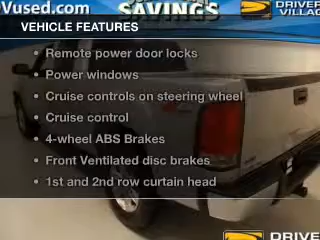 Vused.com
SAVINGS
DRIVER
VILLAG
VEHICLE FEATURES
• Remote power door locks
• Power windows
• Cruise controls on steering wheel
• Cruise control
• 4-wheel ABS Brakes
• Front Ventilated disc brakes
• 1st and 2nd row curtain head
DRIVE
VILLA